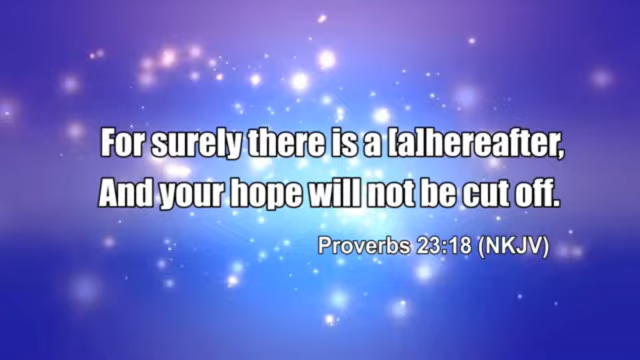 For surely there is a [a]hereafter,
And your hope will not be cut off.
Proverbs 23:18 (NKJV)